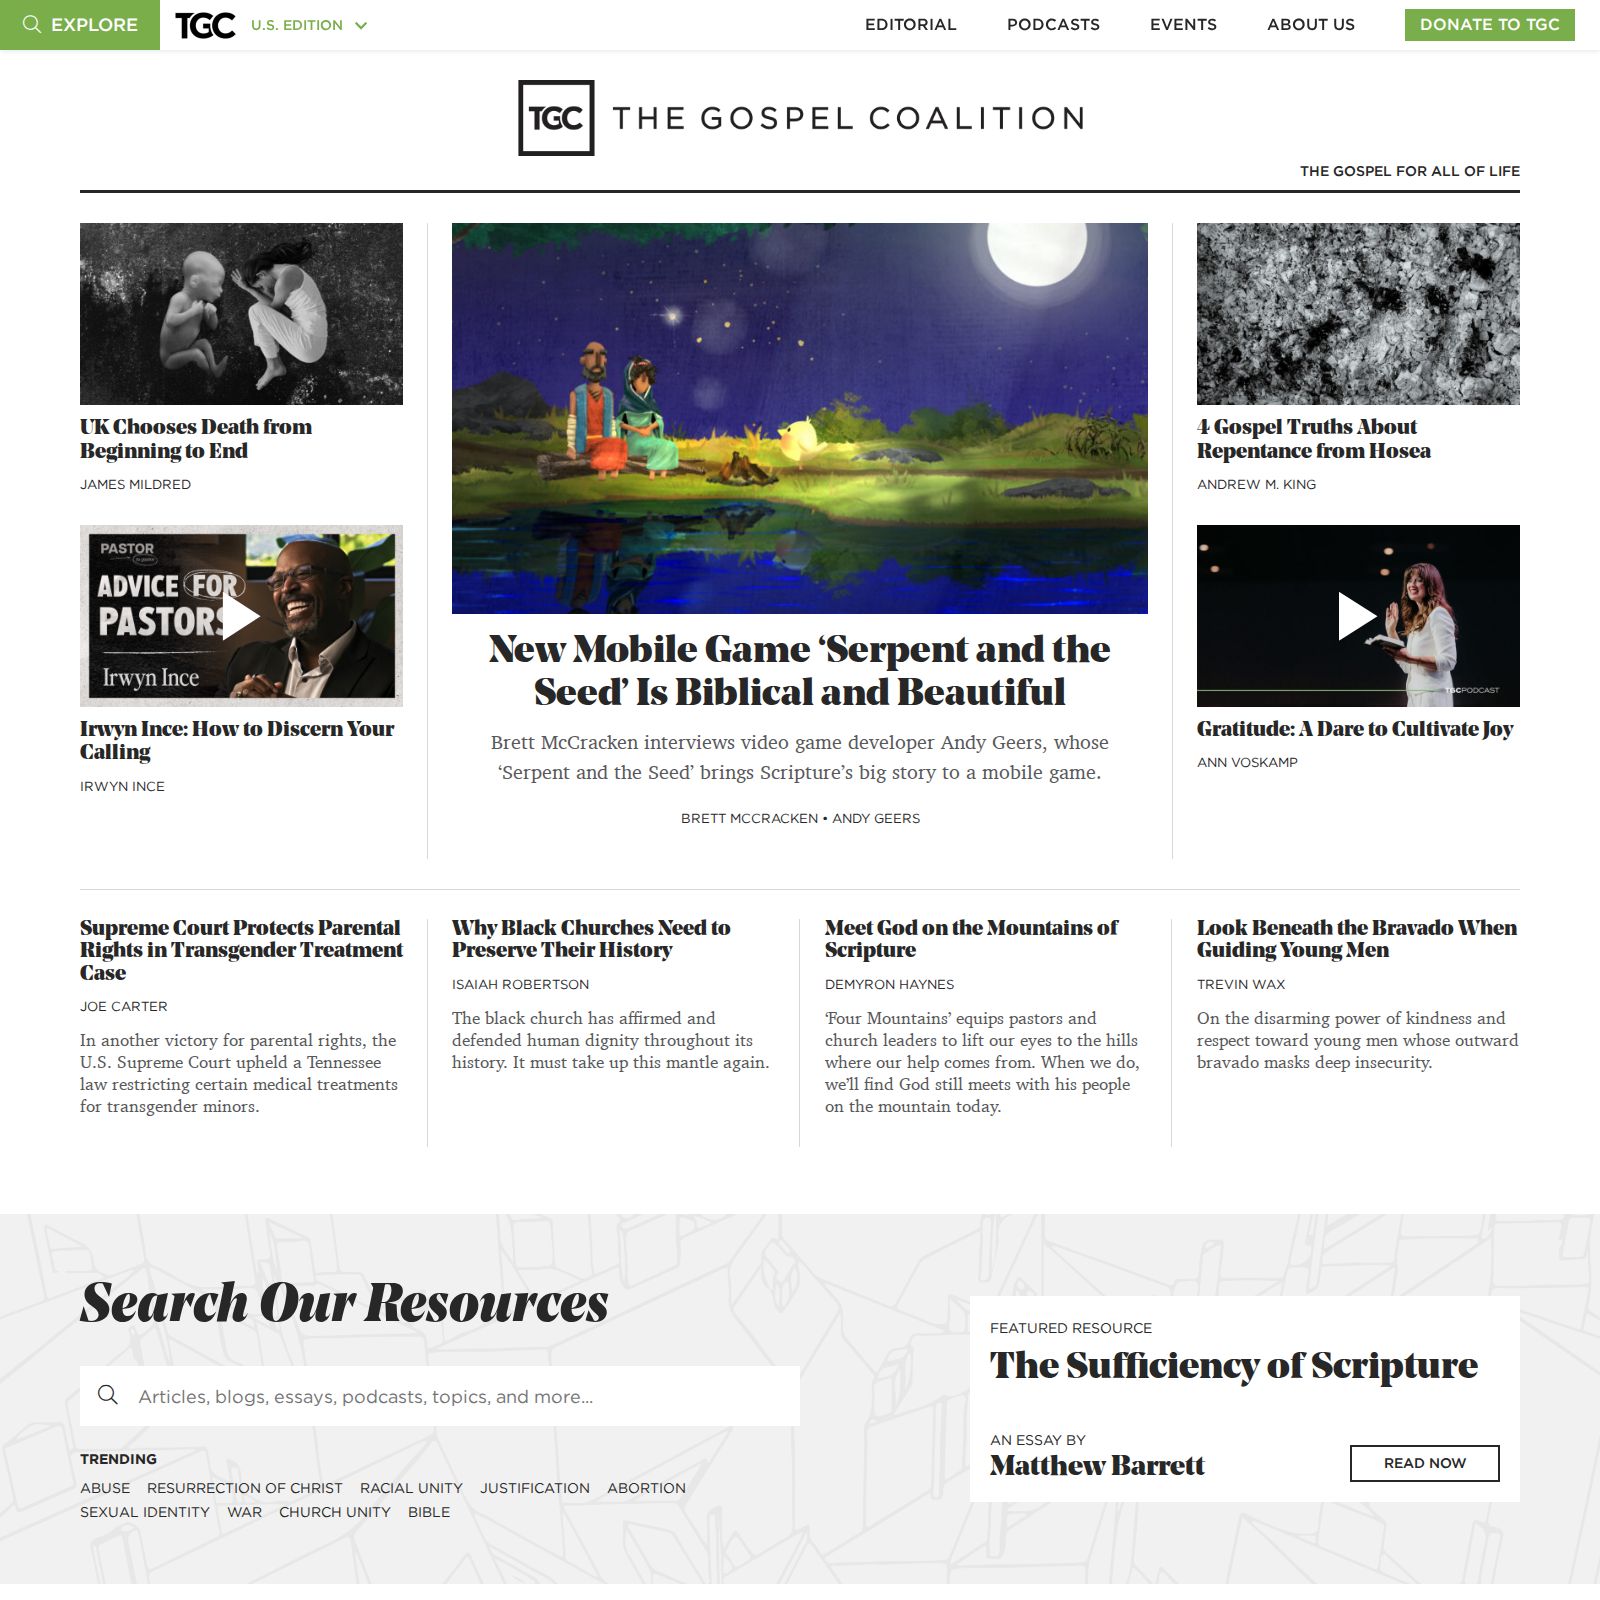 EXPLORE
TGC
U.S. EDITION
EDITORIAL
PODCASTS
EVENTS
ABOUT US
DONATE TO TGC
TGC
THE GOSPEL COALITION
THE GOSPEL FOR ALL OF LIFE
UK Chooses Death from
Beginning to End
JAMES MILDRED
PASTOR
ADVICE FOR
PASTORS
Irwyn Ince
Irwyn Ince: How to Discern Your
Calling
IRWYN INCE
New Mobile Game ‘Serpent and the
Seed’ Is Biblical and Beautiful
Brett McCracken interviews video game developer Andy Geers, whose
‘Serpent and the Seed’ brings Scripture’s big story to a mobile game.
BRETT MCCRACKEN • ANDY GEERS
4 Gospel Truths About
Repentance from Hosea
ANDREW M. KING
TGCPODCAST
Gratitude: A Dare to Cultivate Joy
ANN VOSKAMP
Supreme Court Protects Parental
Rights in Transgender Treatment
Case
JOE CARTER
In another victory for parental rights, the
U.S. Supreme Court upheld a Tennessee
law restricting certain medical treatments
for transgender minors.
Why Black Churches Need to
Preserve Their History
ISAIAH ROBERTSON
The black church has affirmed and
defended human dignity throughout its
history. It must take up this mantle again.
Meet God on the Mountains of
Scripture
DEMYRON HAYNES
‘Four Mountains’ equips pastors and
church leaders to lift our eyes to the hills
where our help comes from. When we do,
we’ll find God still meets with his people
on the mountain today.
Look Beneath the Bravado When
Guiding Young Men
TREVIN WAX
On the disarming power of kindness and
respect toward young men whose outward
bravado masks deep insecurity.
Search Our Resources
Articles, blogs, essays, podcasts, topics, and more...
TRENDING
ABUSE RESURRECTION OF CHRIST RACIAL UNITY JUSTIFICATION ABORTION
SEXUAL IDENTITY WAR CHURCH UNITY BIBLE
FEATURED RESOURCE
The Sufficiency of Scripture
AN ESSAY BY
Matthew Barrett
READ NOW